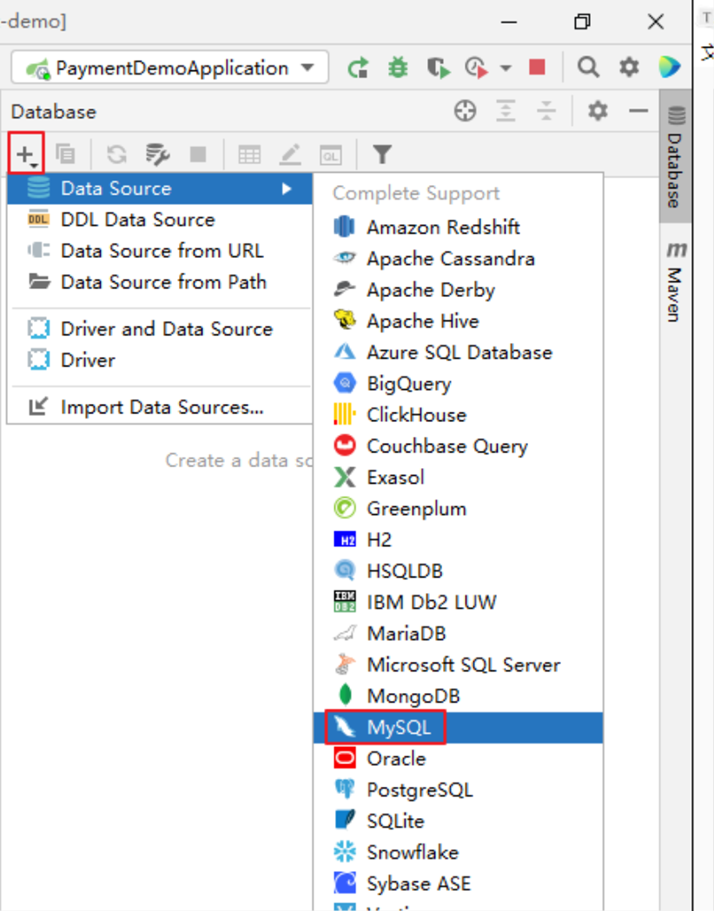 -demo]
PaymentDemoApplication
Database
Data Source
DDL Data Source
Data Source from URL
Data Source from Path
Driver and Data Source
Driver
Import Data Sources...
Create a data so
Complete Support
Amazon Redshift
Apache Cassandra
Apache Derby
Apache Hive
Azure SQL Database
BigQuery
ClickHouse
Couchbase Query
Exasol
Greenplum
H2
HSQLDB
IBM Db2 LUW
MariaDB
Microsoft SQL Server
MongoDB
MySQL
Oracle
PostgreSQL
SQLite
Snowflake
Sybase ASE
Database
m Maven